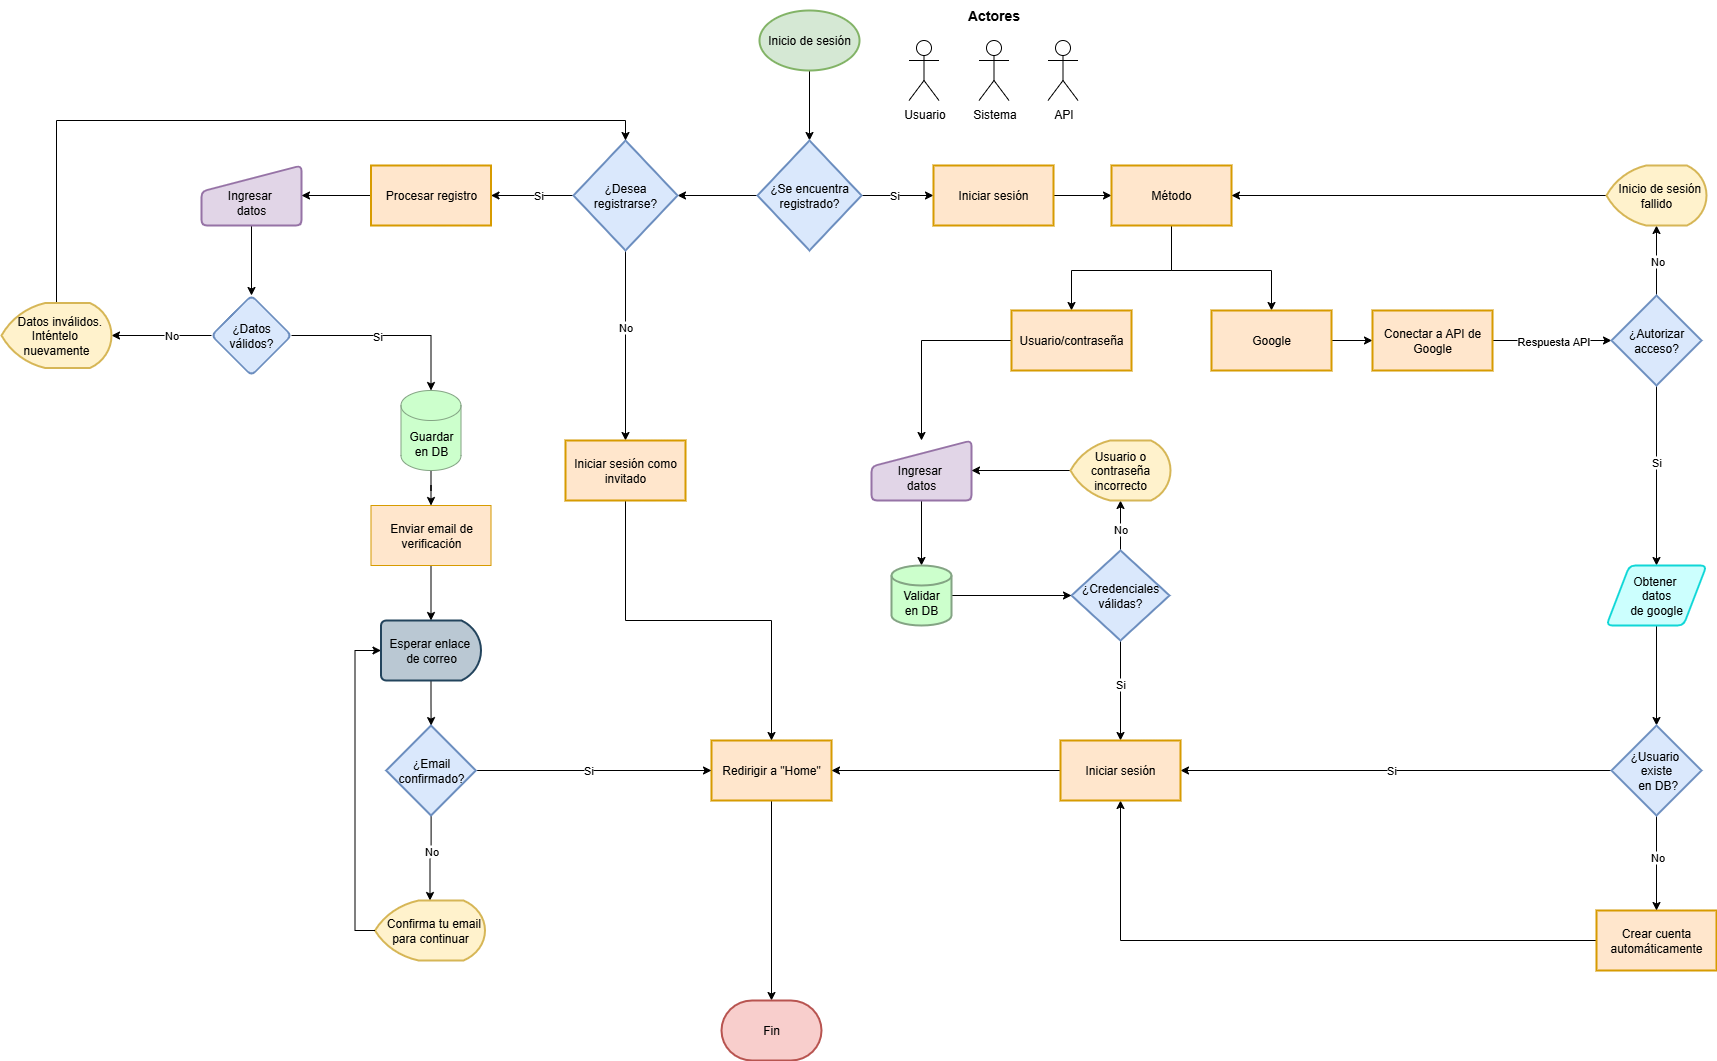 Actores
Inicio de sesión
Usuario
Sistema
API
¿Desea
registrarse?
¿Se encuentra
registrado?
Si
Si
Iniciar sesión
Método
Inicio de sesión
fallido
Procesar registro
Ingresar
datos
No
Datos inválidos.
Inténtelo
nuevamente
No
¿Datos
válidos?
Si
No
Usuario/contraseña
Google
Conectar a API de
Google
Respuesta API
¿Autorizar
acceso?
Guardar
en DB
Iniciar sesión como
invitado
Ingresar
datos
Usuario o
contraseña
incorrecto
Si
Enviar email de
verificación
No
Validar
en DB
¿Credenciales
válidas?
Obtener
datos
de google
Esperar enlace
de correo
Si
¿Email
confirmado?
Si
Redirigir a "Home"
Iniciar sesión
Si
¿Usuario
existe
en DB?
No
No
Confirma tu email
para continuar
Crear cuenta
automáticamente
Fin